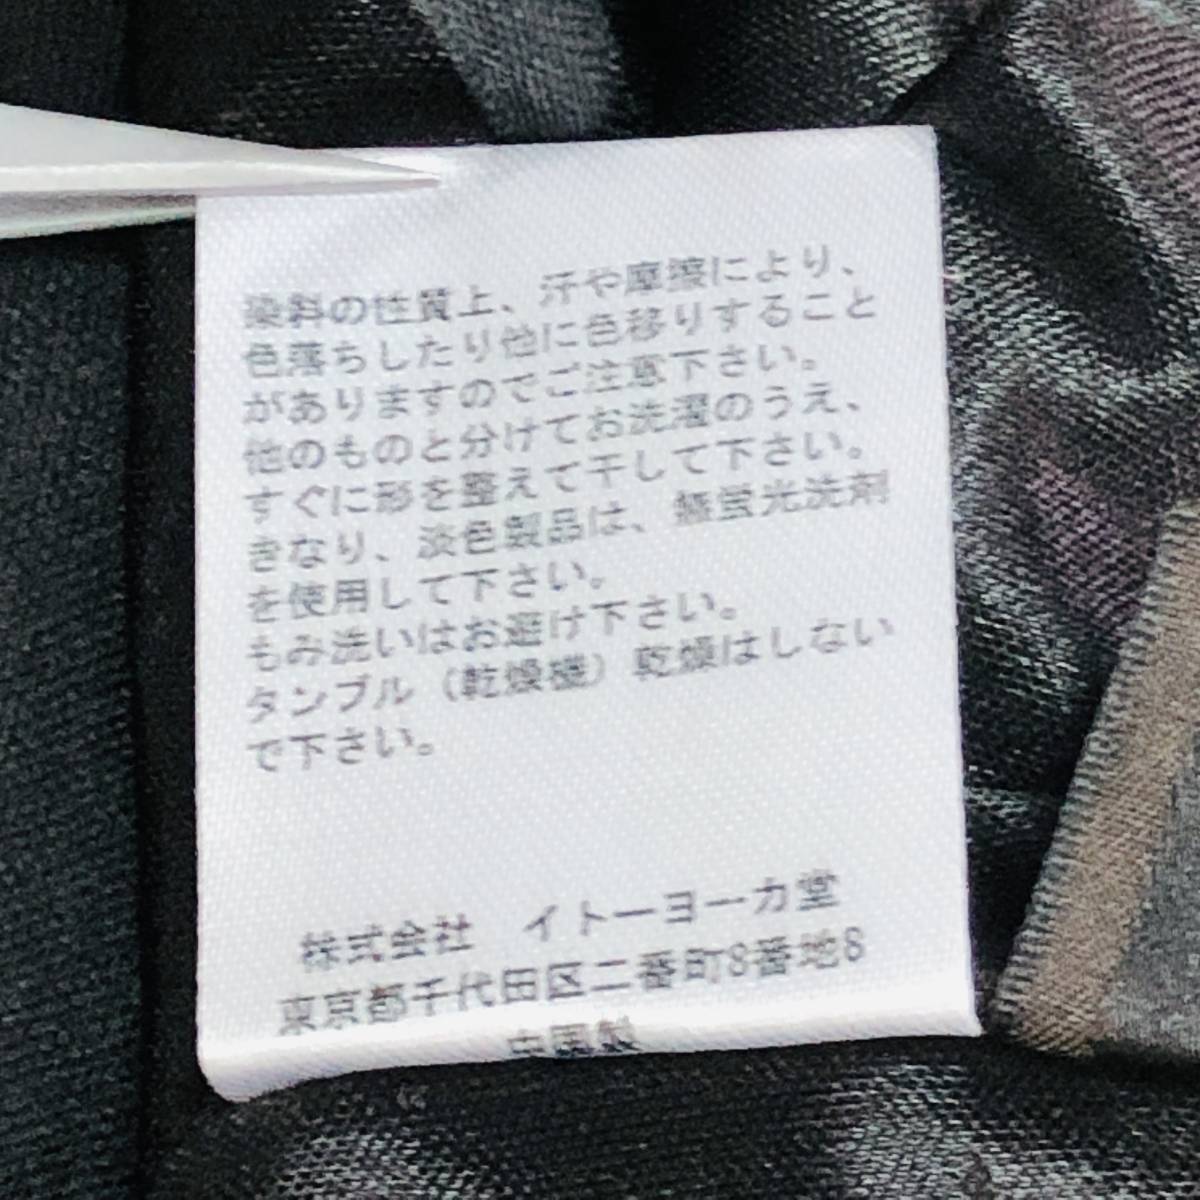 染料の性質上、汗や摩擦により、
色落ちしたり他に色移りすること
がありますのでご注意下さい。
他のものと分けてお洗濯のうえ、
すぐに形を整えて干して下さい。
きなり、淡色製品は、無蛍光洗剤
を使用して下さい。
もみ洗いはお避け下さい。
タンブル（乾燥機）乾燥はしない
で下さい。
株式会社　イトーヨーカ堂
東京都千代田区二番町8番地8
中国製